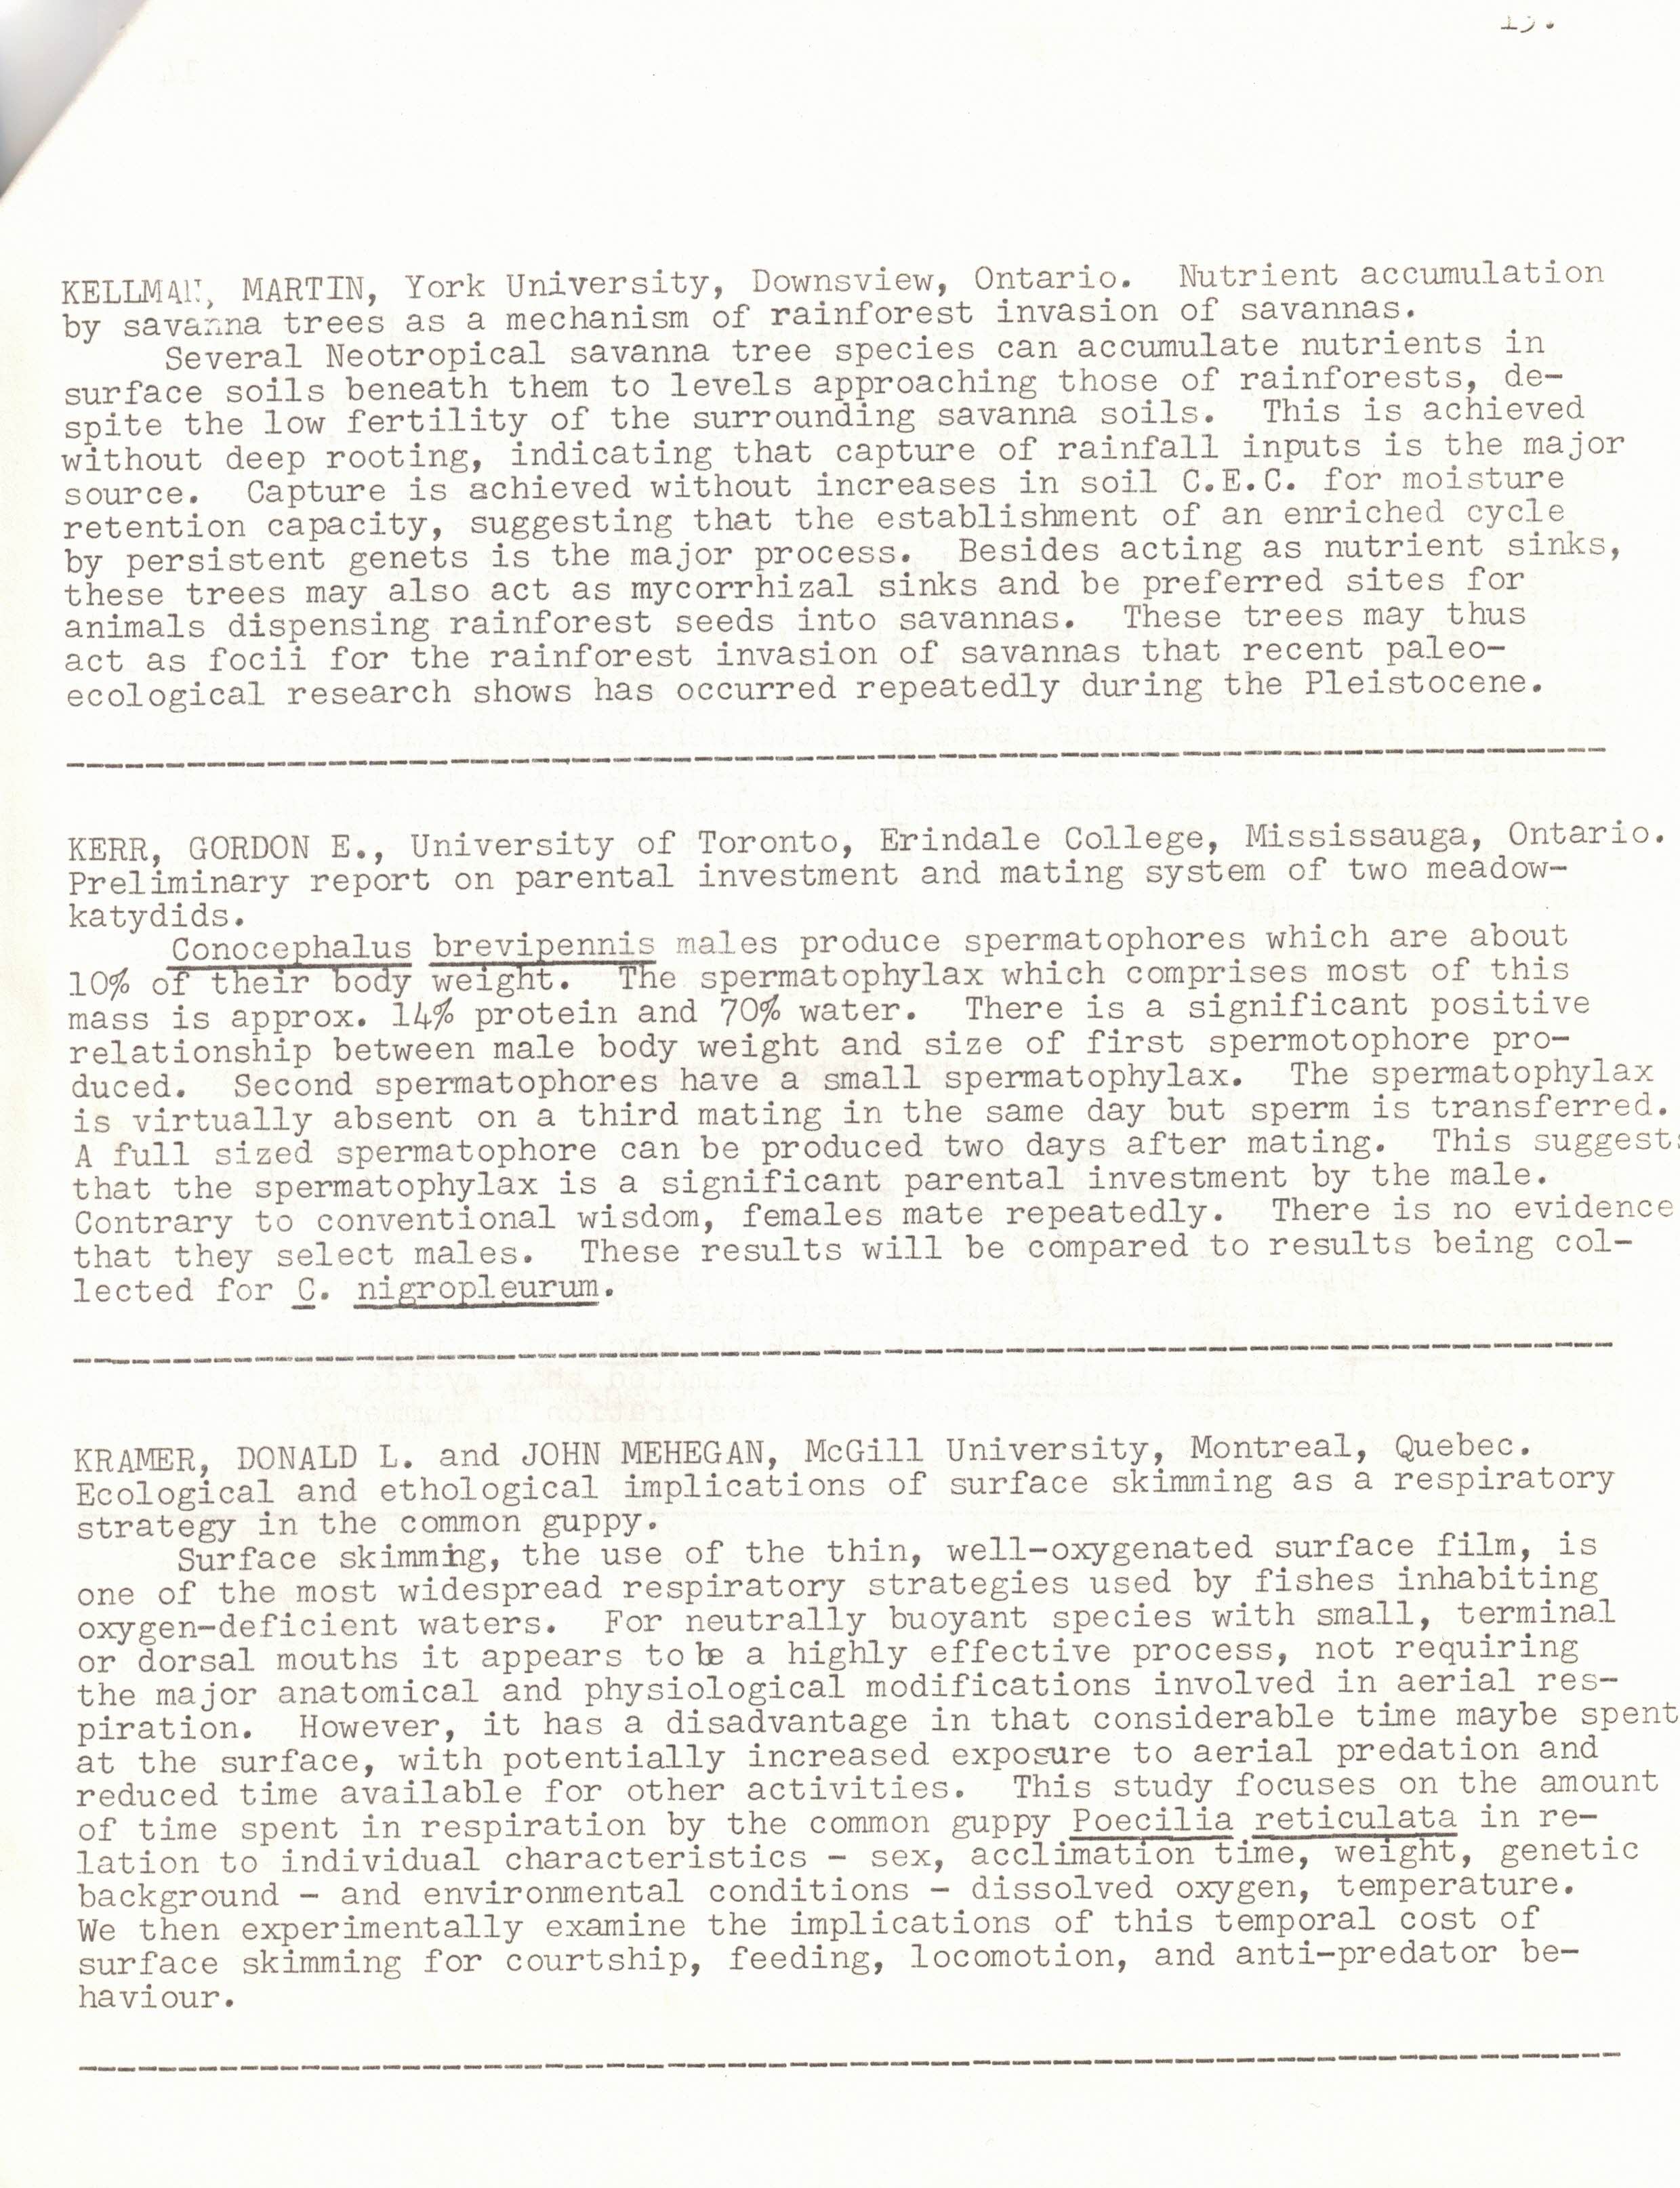 KELLMAN, MARTIN, York University, Downsview, Ontario. Nutrient accumulation
by savanna trees as a mechanism of rainforest invasion of savannas.
Several Neotropical savanna tree species can accumulate nutrients in
surface soils beneath them to levels approaching those of rainforests, de-
spite the low fertility of the surrounding savanna soils. This is achieved
without deep rooting, indicating that capture of rainfall inputs is the major
source. Capture is achieved without increases in soil C.E.C. for moisture
retention capacity, suggesting that the establishment of an enriched cycle
by persistent genets is the major process. Besides acting as nutrient sinks,
these trees may also act as mycorrhizal sinks and be preferred sites for
animals dispensing rainforest seeds into savannas. These trees may thus
act as focii for the rainforest invasion of savannas that recent paleo-
ecological research shows has occurred repeatedly during the Pleistocene.
KERR, GORDON E., University of Toronto, Erindale College, Mississauga, Ontario.
Preliminary report on parental investment and mating system of two meadow-
katydids.
Conocephalus brevipennis males produce spermatophores which are about
10% of their body weight. The spermatophylax which comprises most of this
mass is approx. 14% protein and 70% water. There is a significant positive
relationship between male body weight and size of first spermotophore pro-
duced. Second spermatophores have a small spermatophylax. The spermatophylax
is virtually absent on a third mating in the same day but sperm is transferred.
A full sized spermatophore can be produced two days after mating. This suggests
that the spermatophylax is a significant parental investment by the male.
Contrary to conventional wisdom, females mate repeatedly. There is no evidence
that they select males. These results will be compared to results being col-
lected for C. nigropleurum.
KRAMER, DONALD L. and JOHN MEHEGAN, McGill University, Montreal, Quebec.
Ecological and ethological implications of surface skimming as a respiratory
strategy in the common guppy.
Surface skimming, the use of the thin, well-oxygenated surface film, is
one of the most widespread respiratory strategies used by fishes inhabiting
oxygen-deficient waters. For neutrally buoyant species with small, terminal
or dorsal mouths it appears to be a highly effective process, not requiring
the major anatomical and physiological modifications involved in aerial res-
piration. However, it has a disadvantage in that considerable time maybe spent
at the surface, with potentially increased exposure to aerial predation and
reduced time available for other activities. This study focuses on the amount
of time spent in respiration by the common guppy Poecilia reticulata in re-
lation to individual characteristics - sex, acclimation time, weight, genetic
background - and environmental conditions - dissolved oxygen, temperature.
We then experimentally examine the implications of this temporal cost of
surface skimming for courtship, feeding, locomotion, and anti-predator be-
haviour.